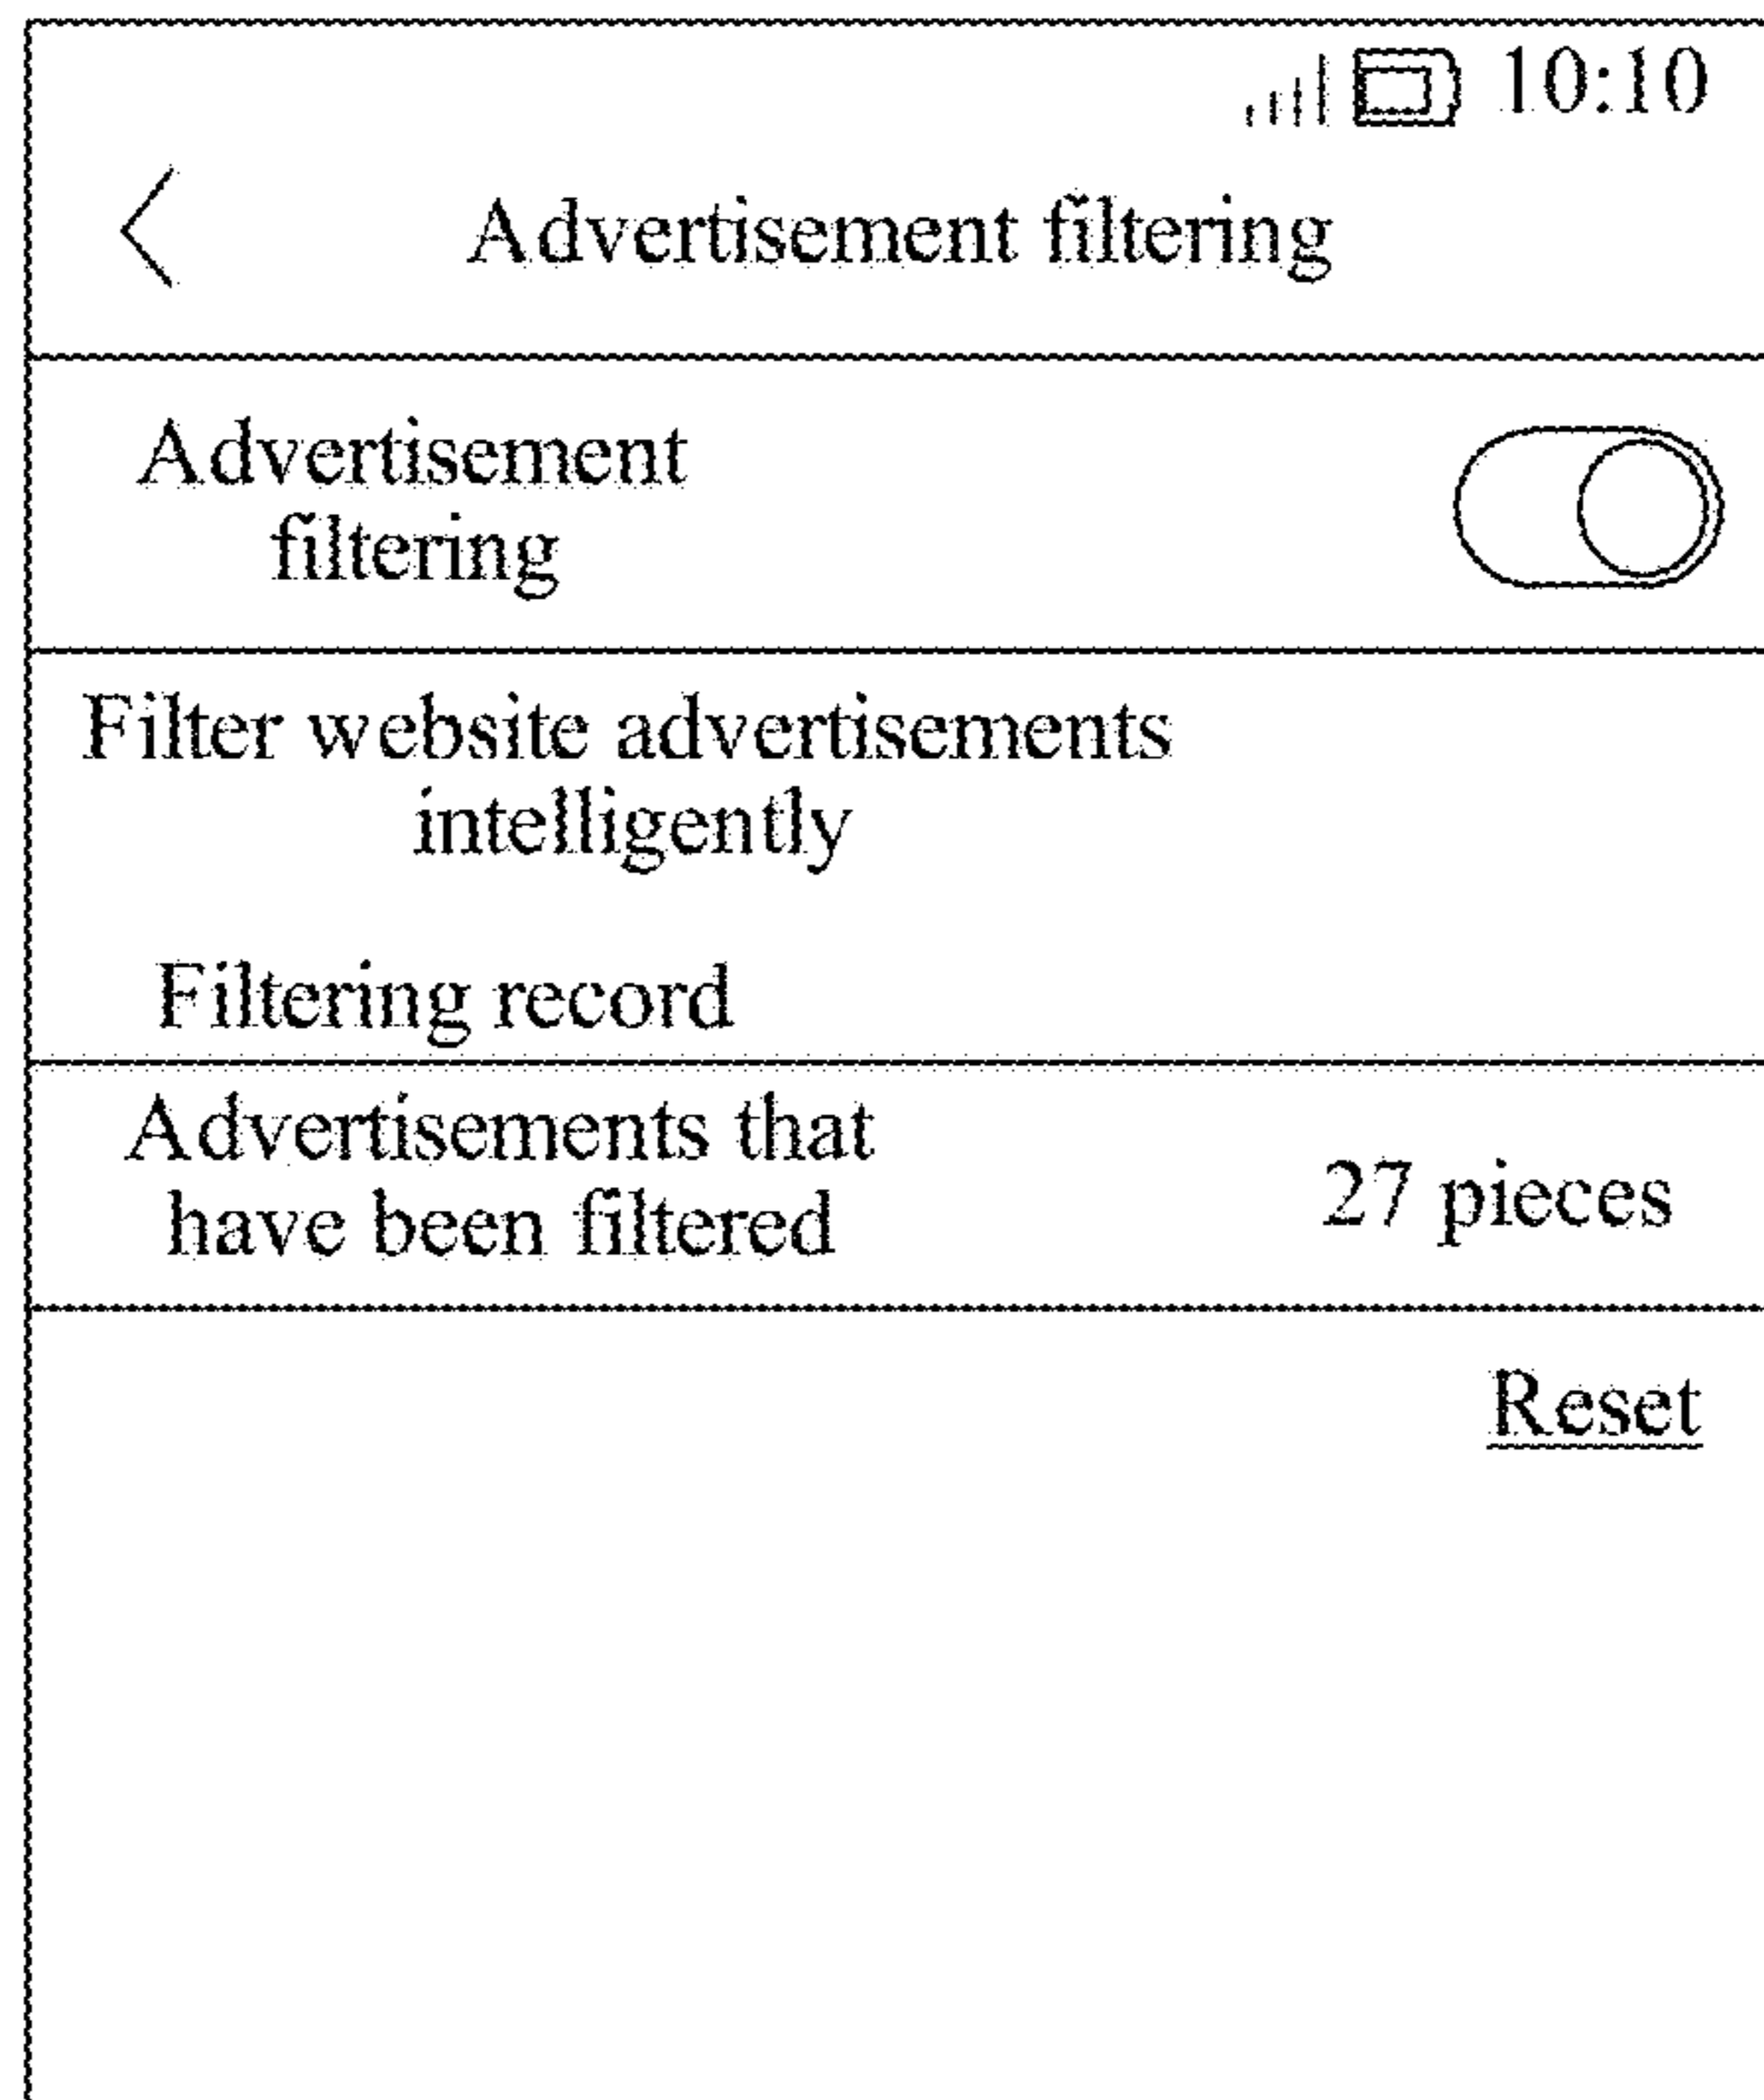 10:10
Advertisement filtering
Advertisement
filtering
Filter website advertisements
intelligently
Filtering record
Advertisements that
have been filtered
27 pieces
Reset